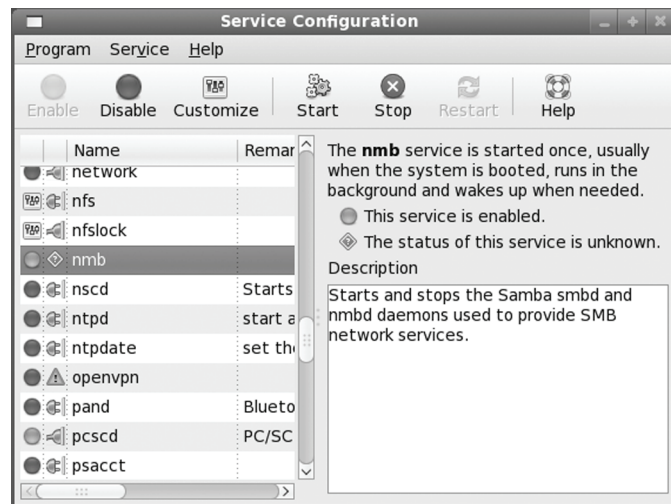 Service Configuration
Program Service Help
Enable Disable Customize Start Stop Restart Help
Name Remar
network
nfs
nfslock
nmb
nscd Starts
ntpd start a
ntpdate set the
openvpn
pand Blueto
pcscd PC/SC
psacct
The nmb service is started once, usually
when the system is booted, runs in the
background and wakes up when needed.
This service is enabled.
The status of this service is unknown.
Description
Starts and stops the Samba smbd and
nmbd daemons used to provide SMB
network services.